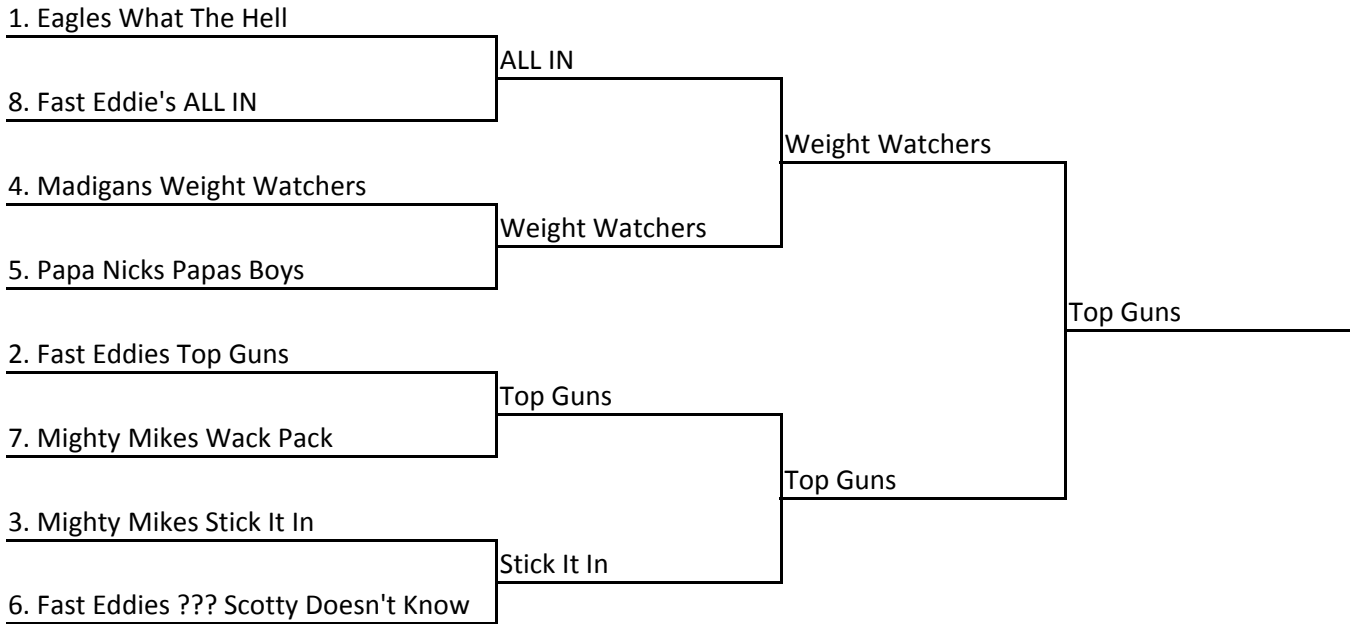 1. Eagles What The Hell
ALL IN
8. Fast Eddie's ALL IN
Weight Watchers
4. Madigans Weight Watchers
Weight Watchers
5. Papa Nicks Papas Boys
Top Guns
2. Fast Eddies Top Guns
Top Guns
7. Mighty Mikes Wack Pack
Top Guns
3. Mighty Mikes Stick It In
Stick It In
6. Fast Eddies ??? Scotty Doesn't Know